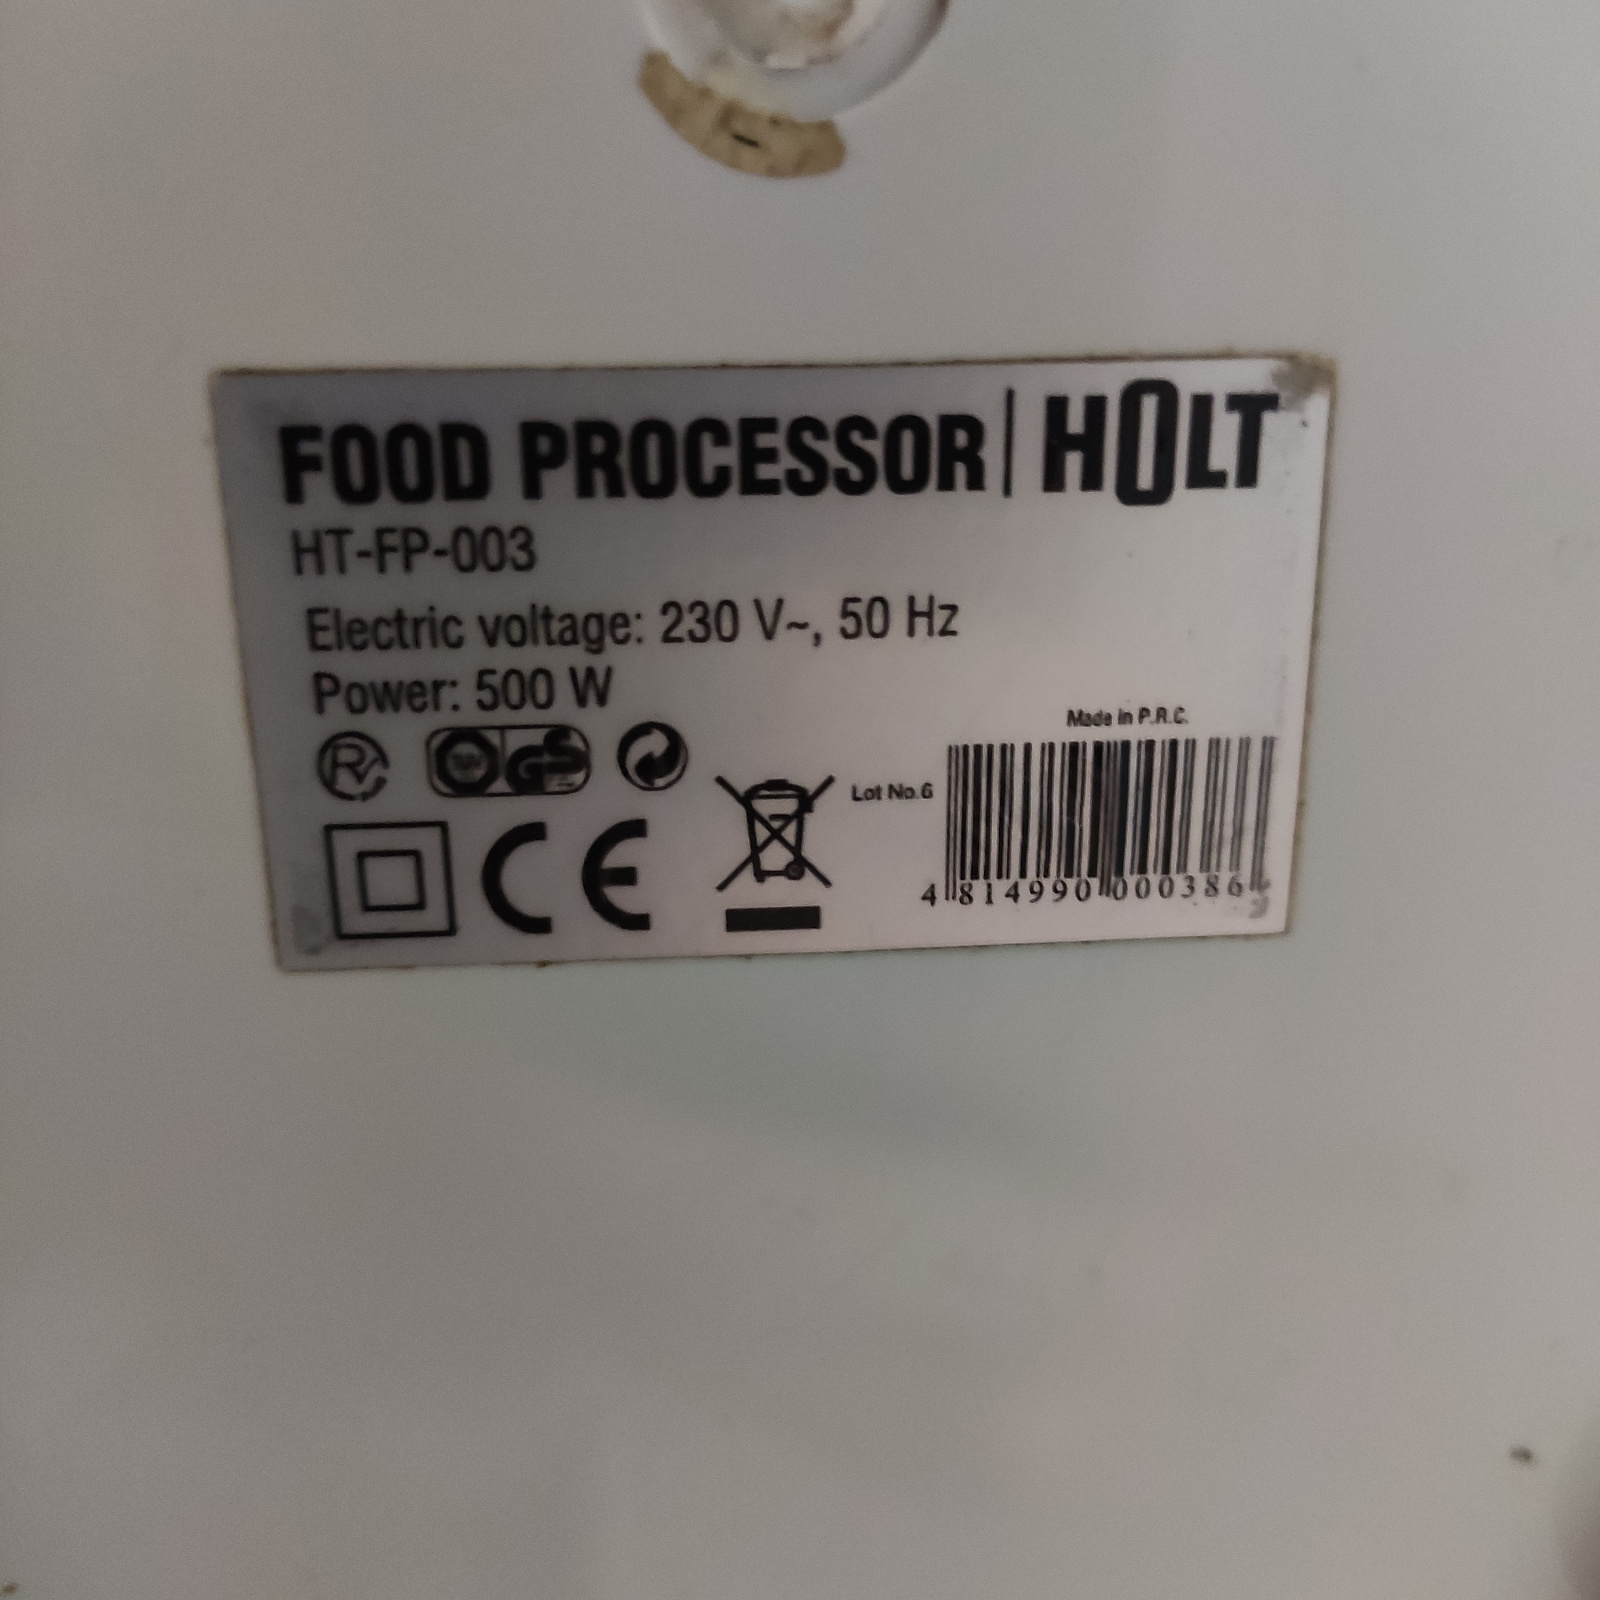 FOOD PROCESSOR | HOLT
HT-FP-003
Electric voltage: 230 V~, 50 Hz
Power: 500 W
Made in P.R.C.
Lot No.6
CE
4 814990 000386